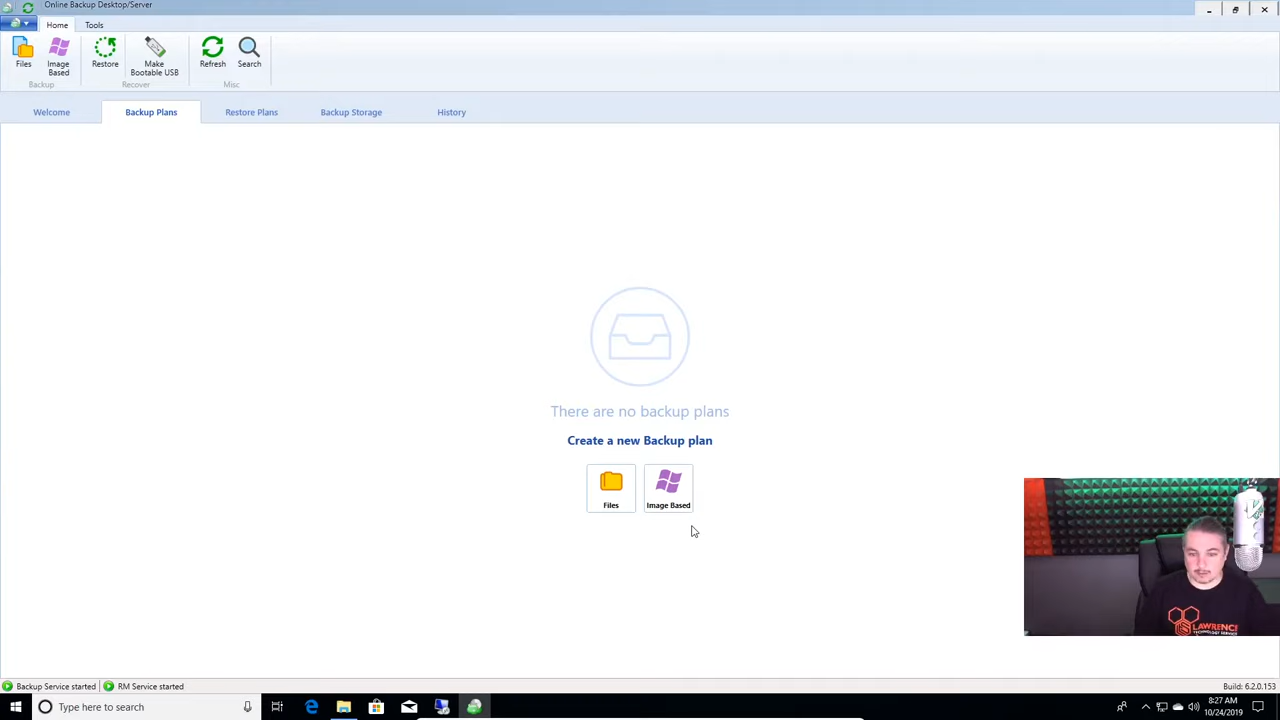 Online Backup Desktop/Server
Home Tools
Files Image Based Restore Make Bootable USB Refresh Search
Backup Recover Misc
Welcome Backup Plans Restore Plans Backup Storage History
There are no backup plans
Create a new Backup plan
Files Image Based
LAWRENCE
TECHNOLOGY SERVICES
Backup Service started RM Service started Build: 6.2.0.153
Type here to search
8:27 AM
10/24/2019